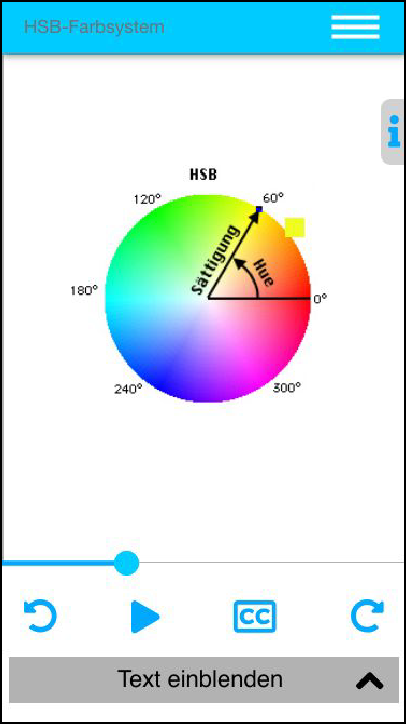 HSB-Farbsystem
i
HSB
120°
60°
Sättigung
Hue
180°
0°
240°
300°
CC
Text einblenden